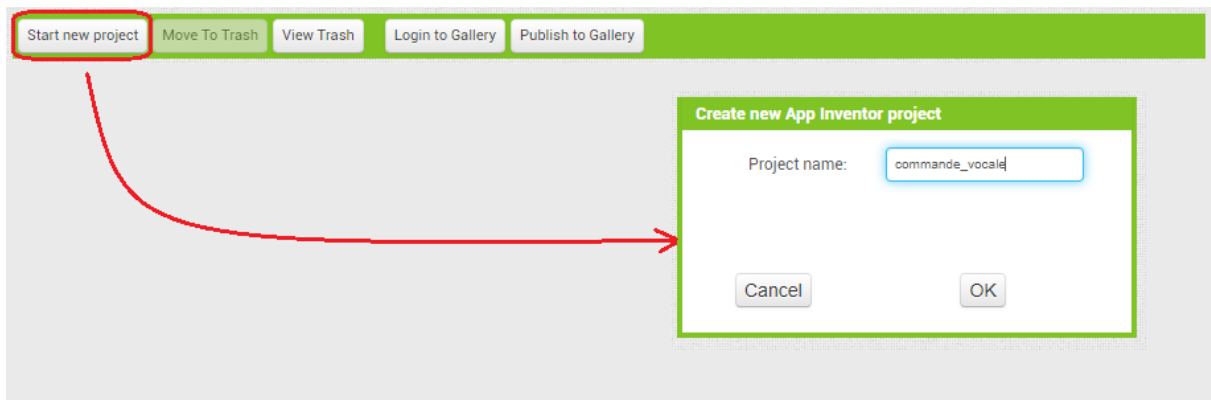 Start new project Move To Trash View Trash Login to Gallery Publish to Gallery
Create new App Inventor project
Project name: commande_vocale
Cancel OK